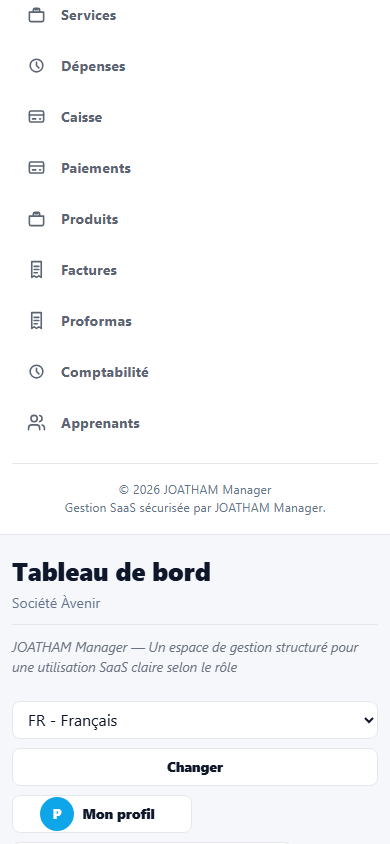 Services
Dépenses
Caisse
Paiements
Produits
Factures
Proformas
Comptabilité
Apprenants
© 2026 JOATHAM Manager
Gestion SaaS sécurisée par JOATHAM Manager.
Tableau de bord
Société Àvenir
JOATHAM Manager — Un espace de gestion structuré pour
une utilisation SaaS claire selon le rôle
FR - Français
Changer
P Mon profil